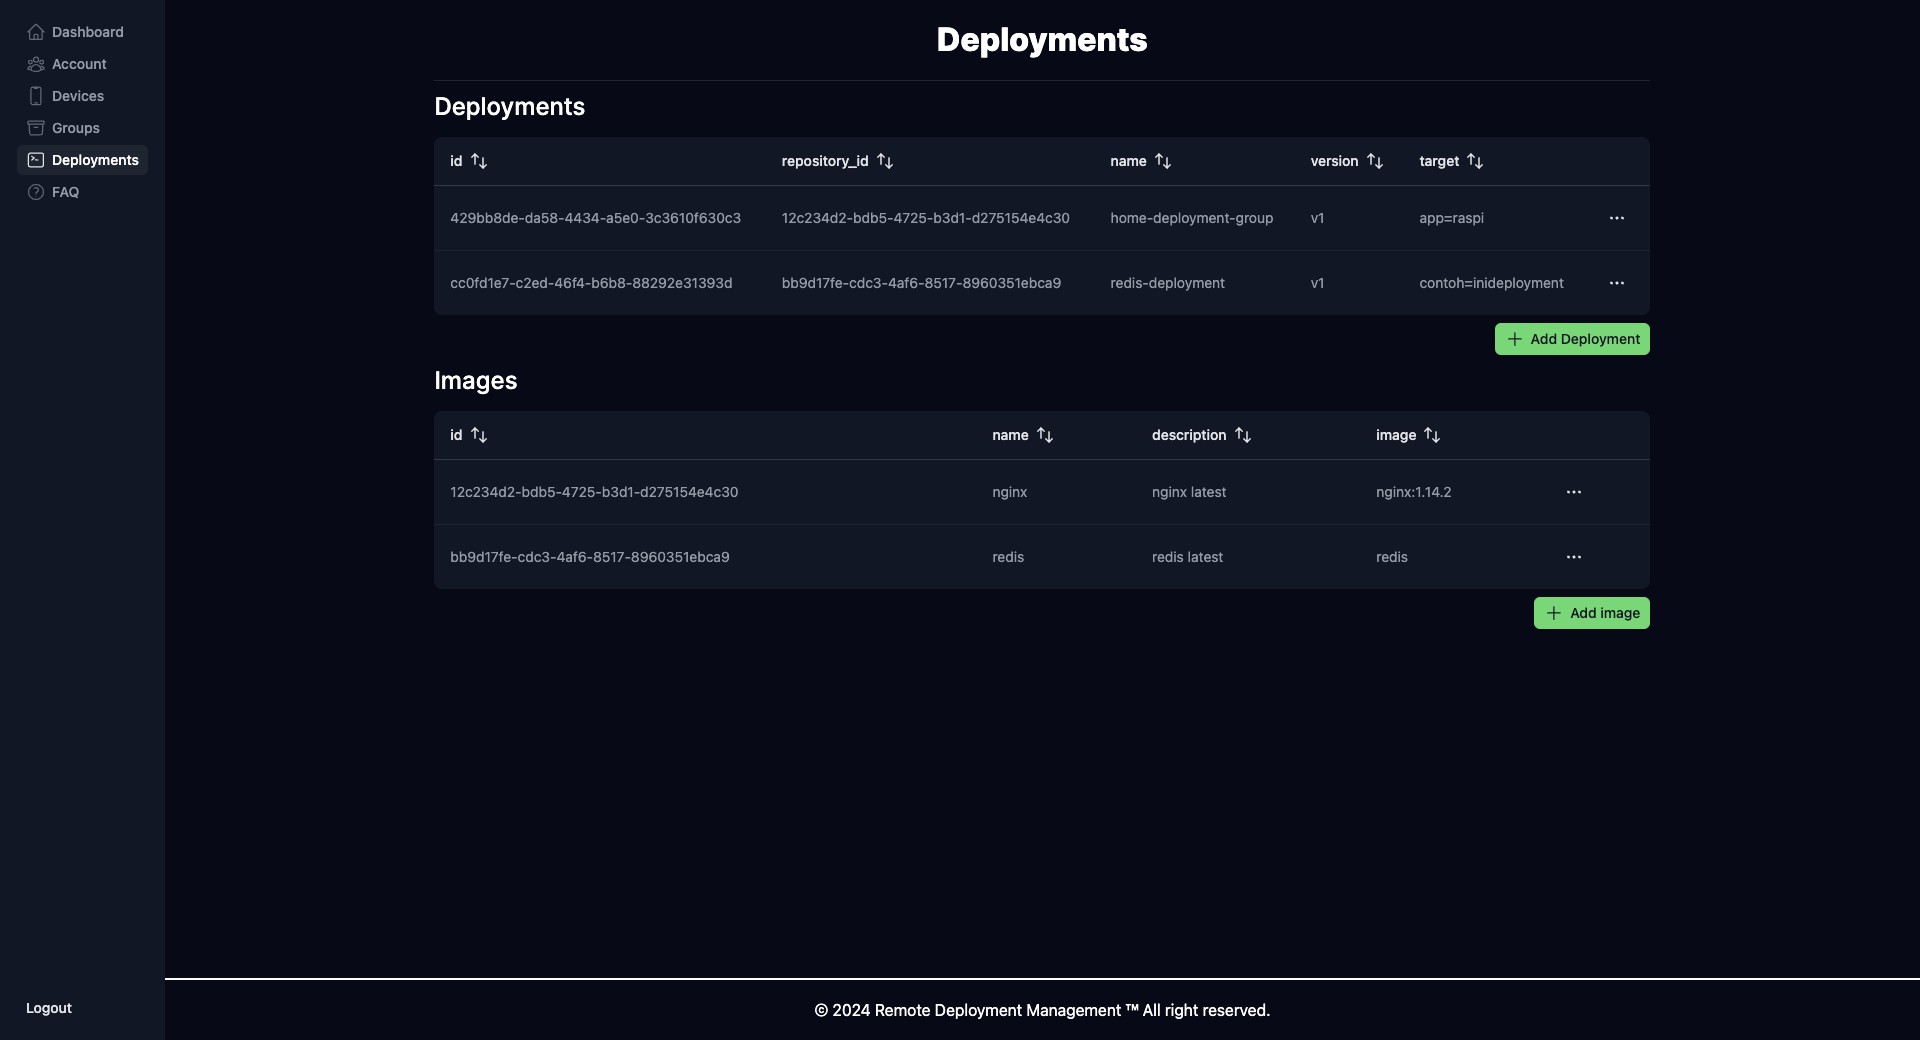 Dashboard
Account
Devices
Groups
Deployments
FAQ
Logout
Deployments
Deployments
id repository_id name version target
429bb8de-da58-4434-a5e0-3c3610f630c3 12c234d2-bdb5-4725-b3d1-d275154e4c30 home-deployment-group v1 app=raspi ...
cc0fd1e7-c2ed-46f4-b6b8-88292e31393d bb9d17fe-cdc3-4af6-8517-8960351ebca9 redis-deployment v1 contoh=inideployment ...
+ Add Deployment
Images
id name description image
12c234d2-bdb5-4725-b3d1-d275154e4c30 nginx nginx latest nginx:1.14.2 ...
bb9d17fe-cdc3-4af6-8517-8960351ebca9 redis redis latest redis ...
+ Add image
© 2024 Remote Deployment Management ™ All right reserved.